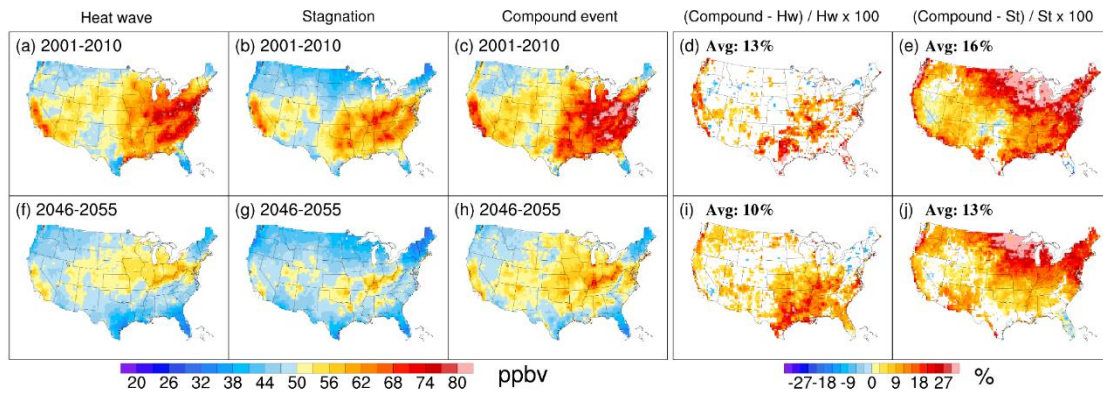 Heat wave Stagnation Compound event (Compound - Hw) / Hw x 100 (Compound - St) / St x 100
(a) 2001-2010 (b) 2001-2010 (c) 2001-2010 (d) Avg: 13% (e) Avg: 16%
(f) 2046-2055 (g) 2046-2055 (h) 2046-2055 (i) Avg: 10% (j) Avg: 13%
20 26 32 38 44 50 56 62 68 74 80 ppbv -27 -18 -9 0 9 18 27 %